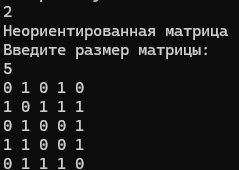 2
Неориентированная матрица
Введите размер матрицы:
5
0 1 0 1 0
1 0 1 1 1
0 1 0 0 1
1 1 0 0 1
0 1 1 1 0